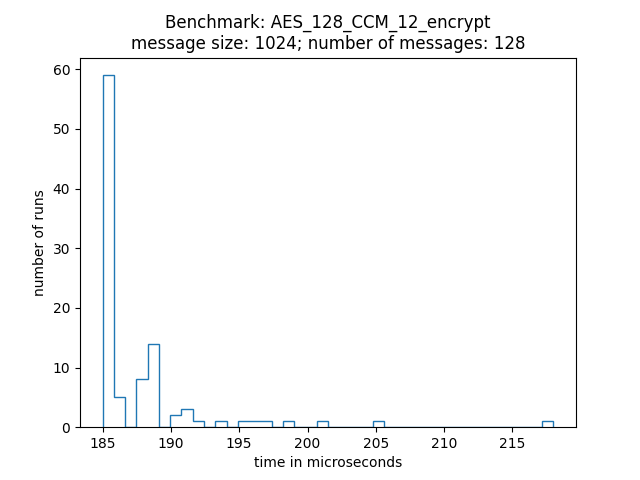 Benchmark: AES_128_CCM_12_encrypt
message size: 1024; number of messages: 128
60
50
40
30
20
10
0
number of runs
185 190 195 200 205 210 215
time in microseconds